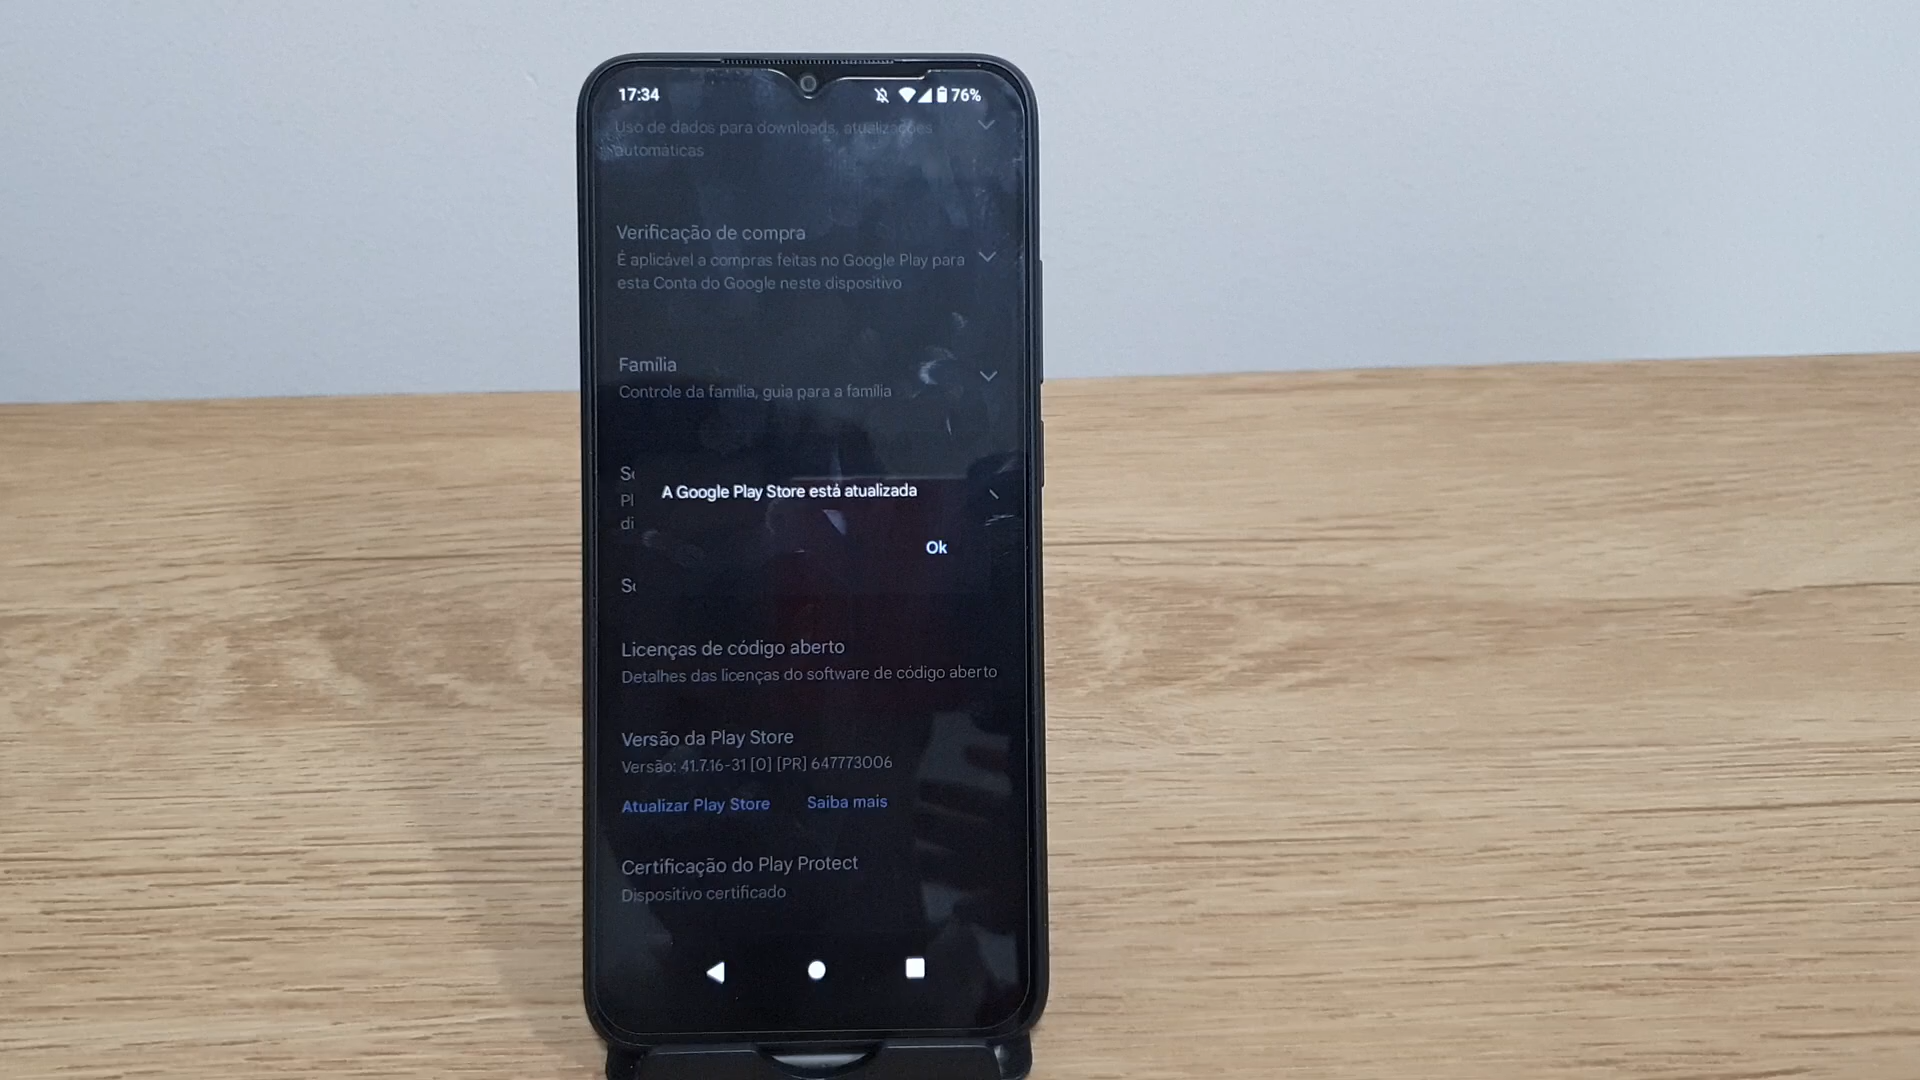 17:34
76%
Uso de dados para downloads, atualizações
automáticas
Verificação de compra
É aplicável a compras feitas no Google Play para
esta Conta do Google neste dispositivo
Família
Controle da família, guia para a família
A Google Play Store está atualizada
Ok
Licenças de código aberto
Detalhes das licenças do software de código aberto
Versão da Play Store
Versão: 41.7.16-31 [0] [PR] 647773006
Atualizar Play Store Saiba mais
Certificação do Play Protect
Dispositivo certificado